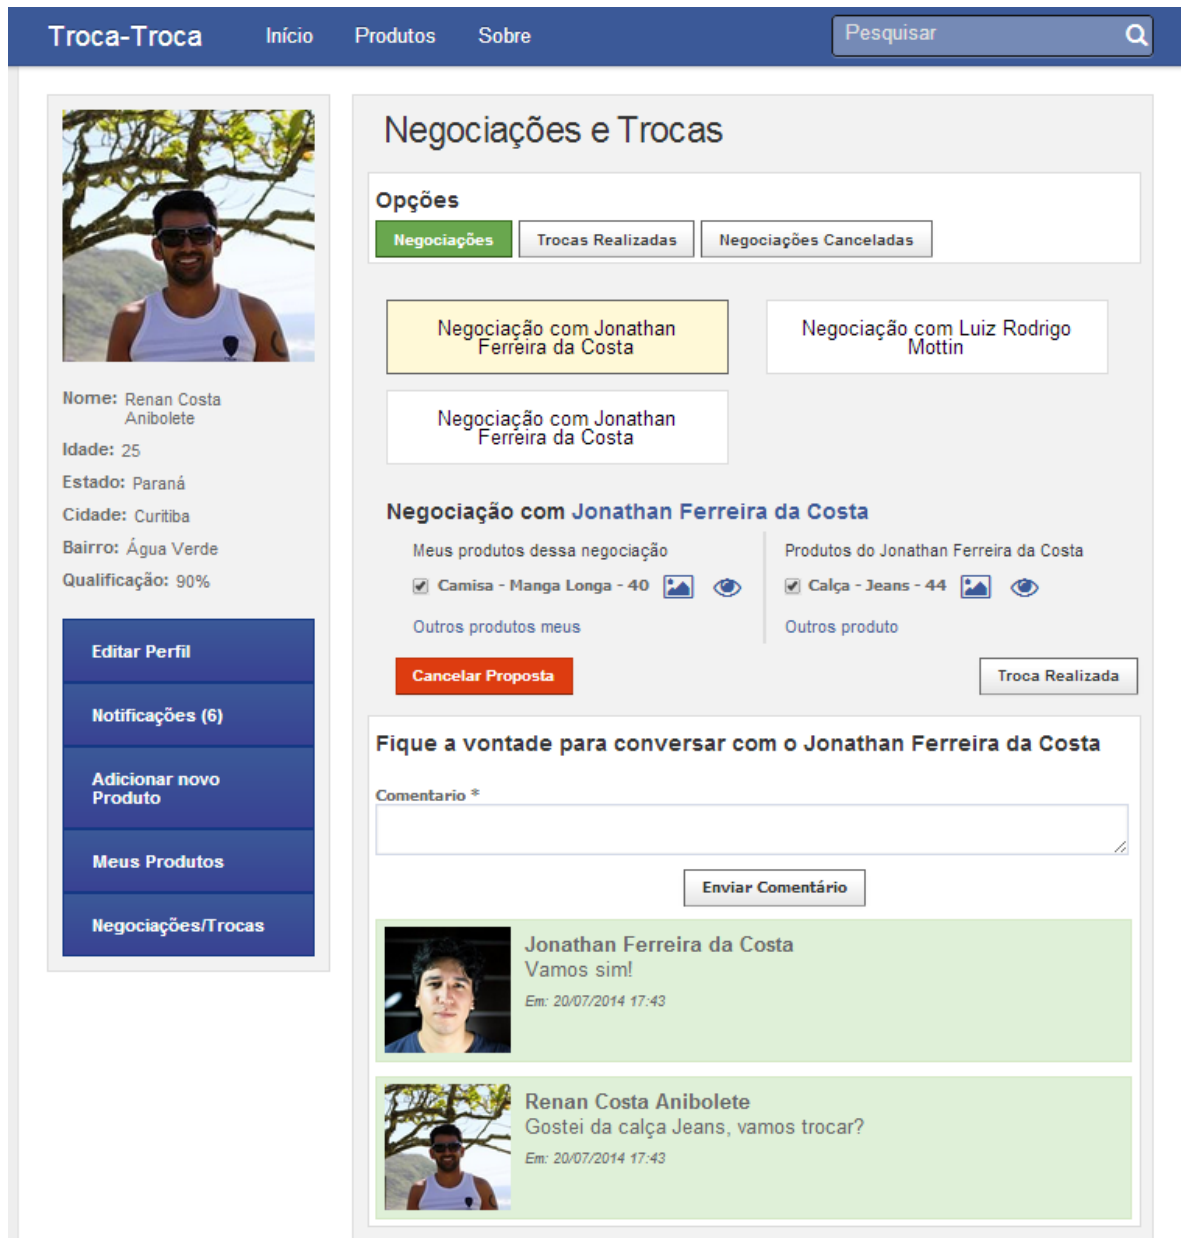 Troca-Troca Início Produtos Sobre Pesquisar
Nome: Renan Costa
Anibolete
Idade: 25
Estado: Paraná
Cidade: Curitiba
Bairro: Água Verde
Qualificação: 90%
Editar Perfil
Notificações (6)
Adicionar novo
Produto
Meus Produtos
Negociações/Trocas
Negociações e Trocas
Opções
Negociações Trocas Realizadas Negociações Canceladas
Negociação com Jonathan
Ferreira da Costa
Negociação com Luiz Rodrigo
Mottin
Negociação com Jonathan
Ferreira da Costa
Negociação com Jonathan Ferreira da Costa
Meus produtos dessa negociação
Camisa - Manga Longa - 40
Outros produtos meus
Produtos do Jonathan Ferreira da Costa
Calça - Jeans - 44
Outros produto
Cancelar Proposta Troca Realizada
Fique a vontade para conversar com o Jonathan Ferreira da Costa
Comentario *
Enviar Comentário
Jonathan Ferreira da Costa
Vamos sim!
Em: 20/07/2014 17:43
Renan Costa Anibolete
Gostei da calça Jeans, vamos trocar?
Em: 20/07/2014 17:43